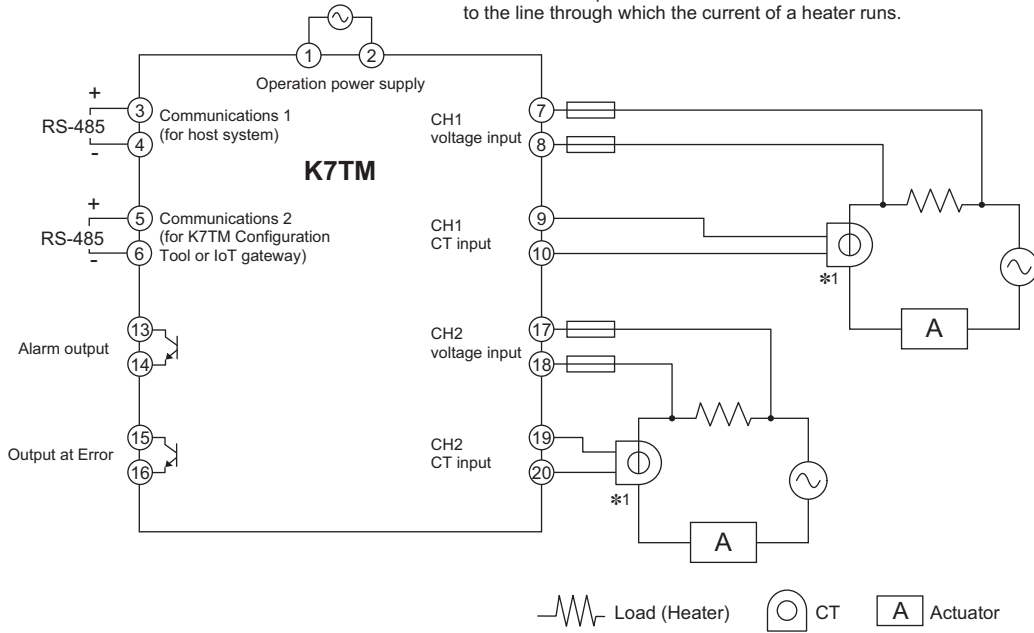 to the line through which the current of a heater runs.
1
2
Operation power supply
+
RS-485
-
3
4
Communications 1
(for host system)
K7TM
CH1
voltage input
7
8
+
RS-485
-
5
6
Communications 2
(for K7TM Configuration
Tool or IoT gateway)
CH1
CT input
9
10
✻1
A
Alarm output
13
14
CH2
voltage input
17
18
Output at Error
15
16
CH2
CT input
19
20
✻1
A
Load (Heater)
CT
A
Actuator